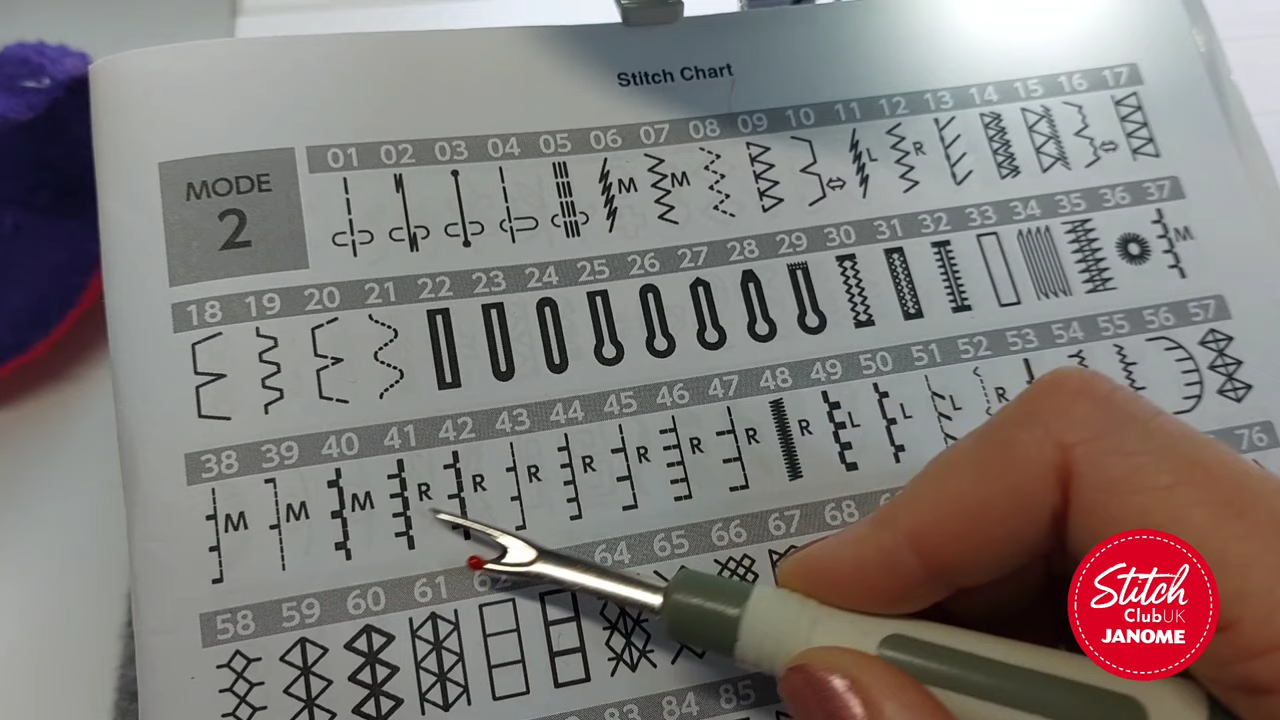 Stitch Chart
MODE
2
01 02 03 04 05 06 07 08 09 10 11 12 13 14 15 16 17
M M L R
18 19 20 21 22 23 24 25 26 27 28 29 30 31 32 33 34 35 36 37
M
38 39 40 41 42 43 44 45 46 47 48 49 50 51 52 53 54 55 56 57
M M M R R R R R R R R L L L R
58 59 60 61 62 64 65 66 67 68 76
83 84 85
Stitch
ClubUK
JANOME